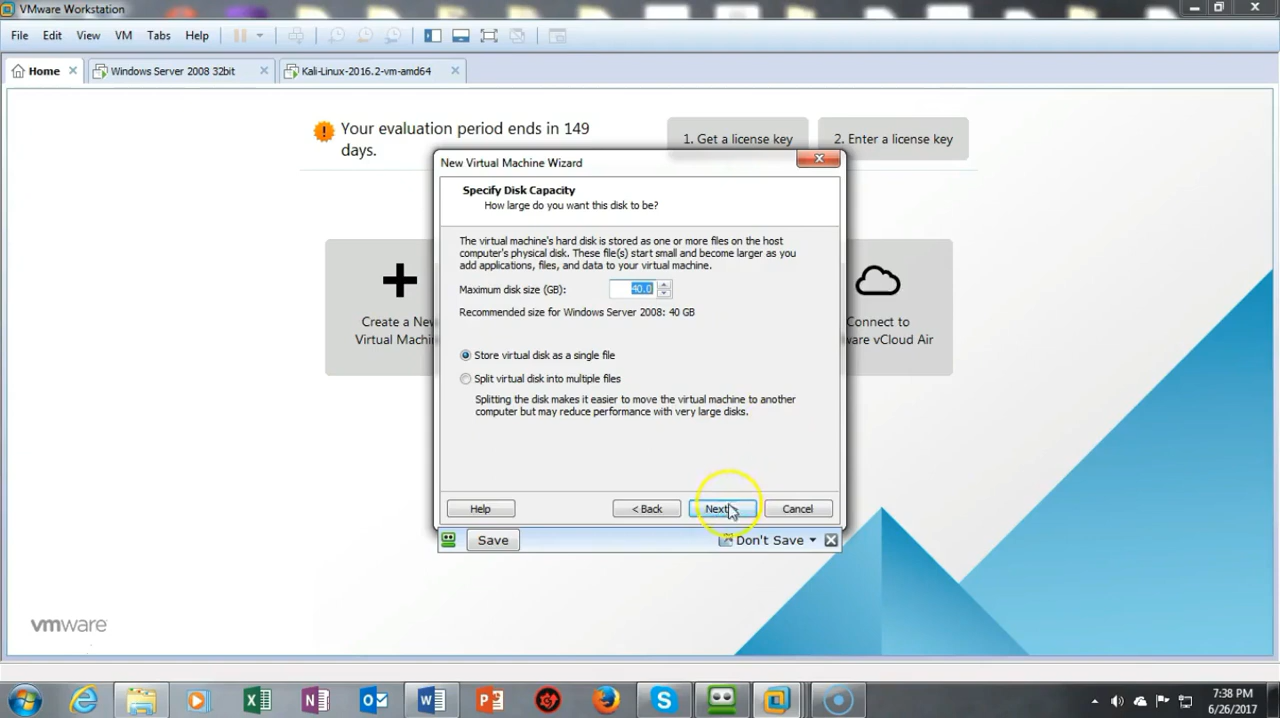 VMware Workstation
File Edit View VM Tabs Help
Home Windows Server 2008 32bit Kali-Linux-2016.2-vm-amd64
Your evaluation period ends in 149
days.
1. Get a license key
2. Enter a license key
New Virtual Machine Wizard
Specify Disk Capacity
How large do you want this disk to be?
The virtual machine's hard disk is stored as one or more files on the host
computer's physical disk. These file(s) start small and become larger as you
add applications, files, and data to your virtual machine.
Maximum disk size (GB): 40.0
Recommended size for Windows Server 2008: 40 GB
Store virtual disk as a single file
Split virtual disk into multiple files
Splitting the disk makes it easier to move the virtual machine to another
computer but may reduce performance with very large disks.
Create a New
Virtual Machi
Connect to
ware vCloud Air
Help < Back Next Cancel
Save Don't Save
vmware
7:38 PM
6/26/2017